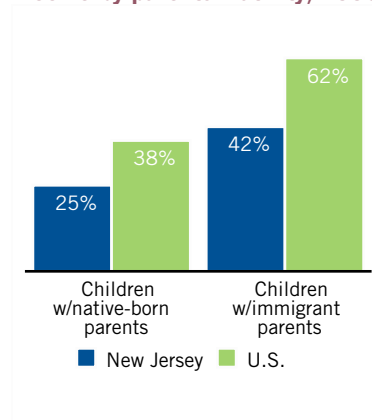 62%
42%
38%
25%
Children
w/native-born
parents
Children
w/immigrant
parents
New Jersey
U.S.